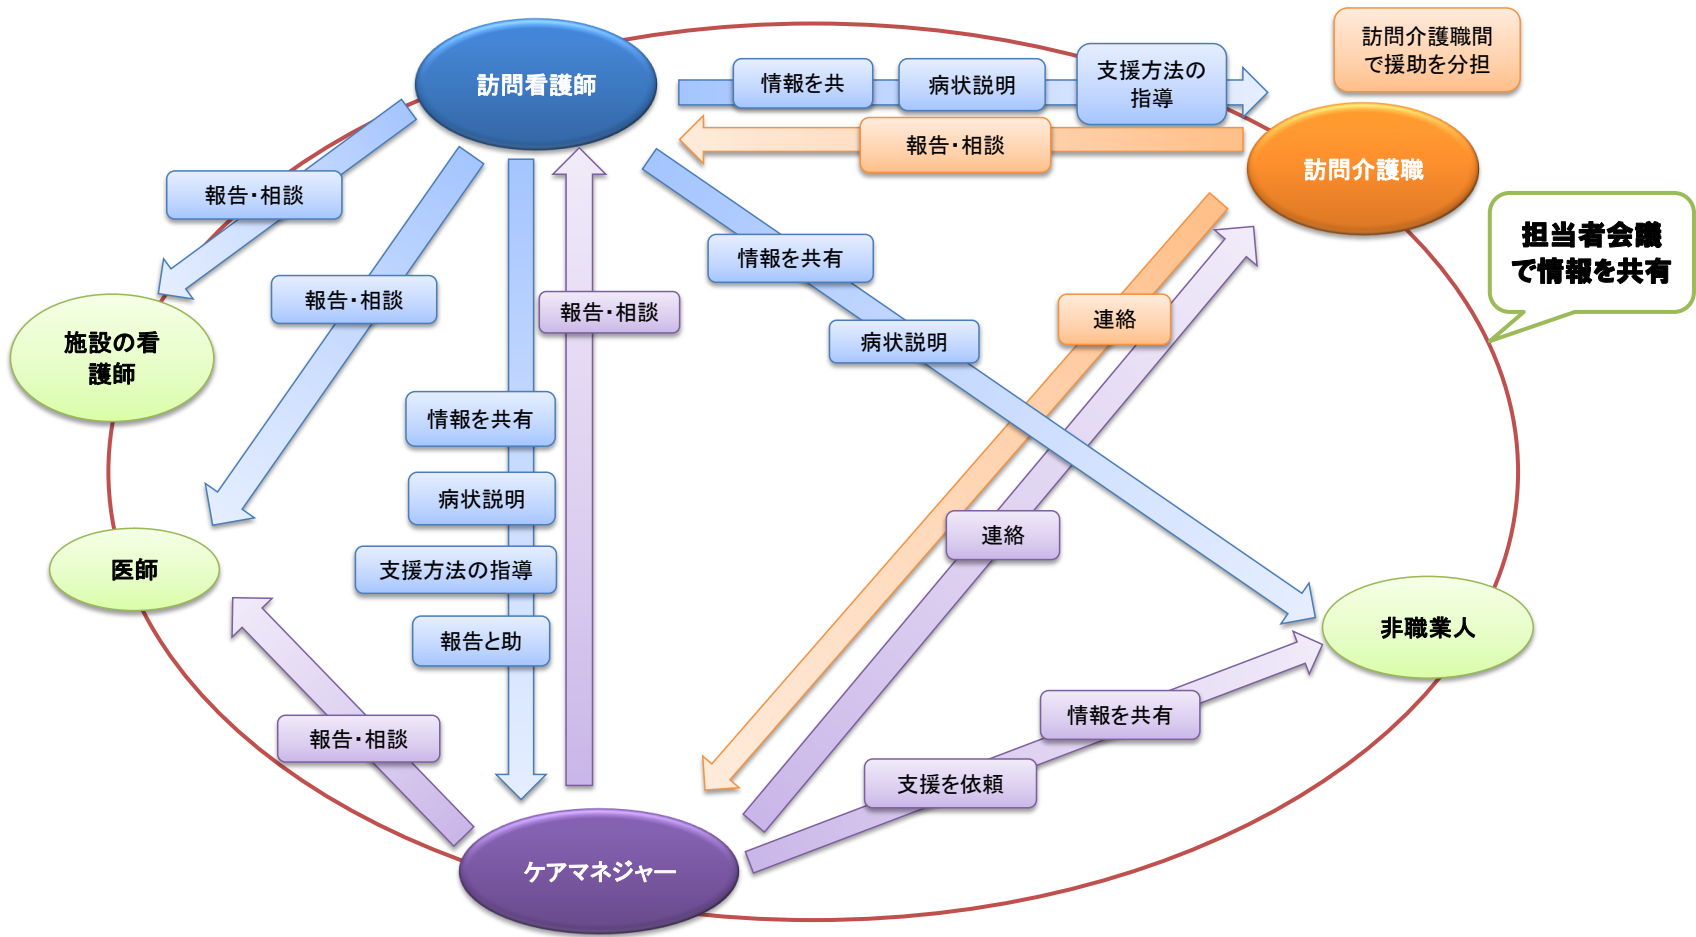 訪問介護職間
で援助を分担
訪問看護師
情報を共
病状説明
支援方法の
指導
報告・相談
訪問介護職
報告・相談
担当者会議
で情報を共有
情報を共有
報告・相談
報告・相談
連絡
病状説明
施設の看
護師
情報を共有
病状説明
連絡
医師
支援方法の指導
報告と助
非職業人
情報を共有
報告・相談
支援を依頼
ケアマネジャー